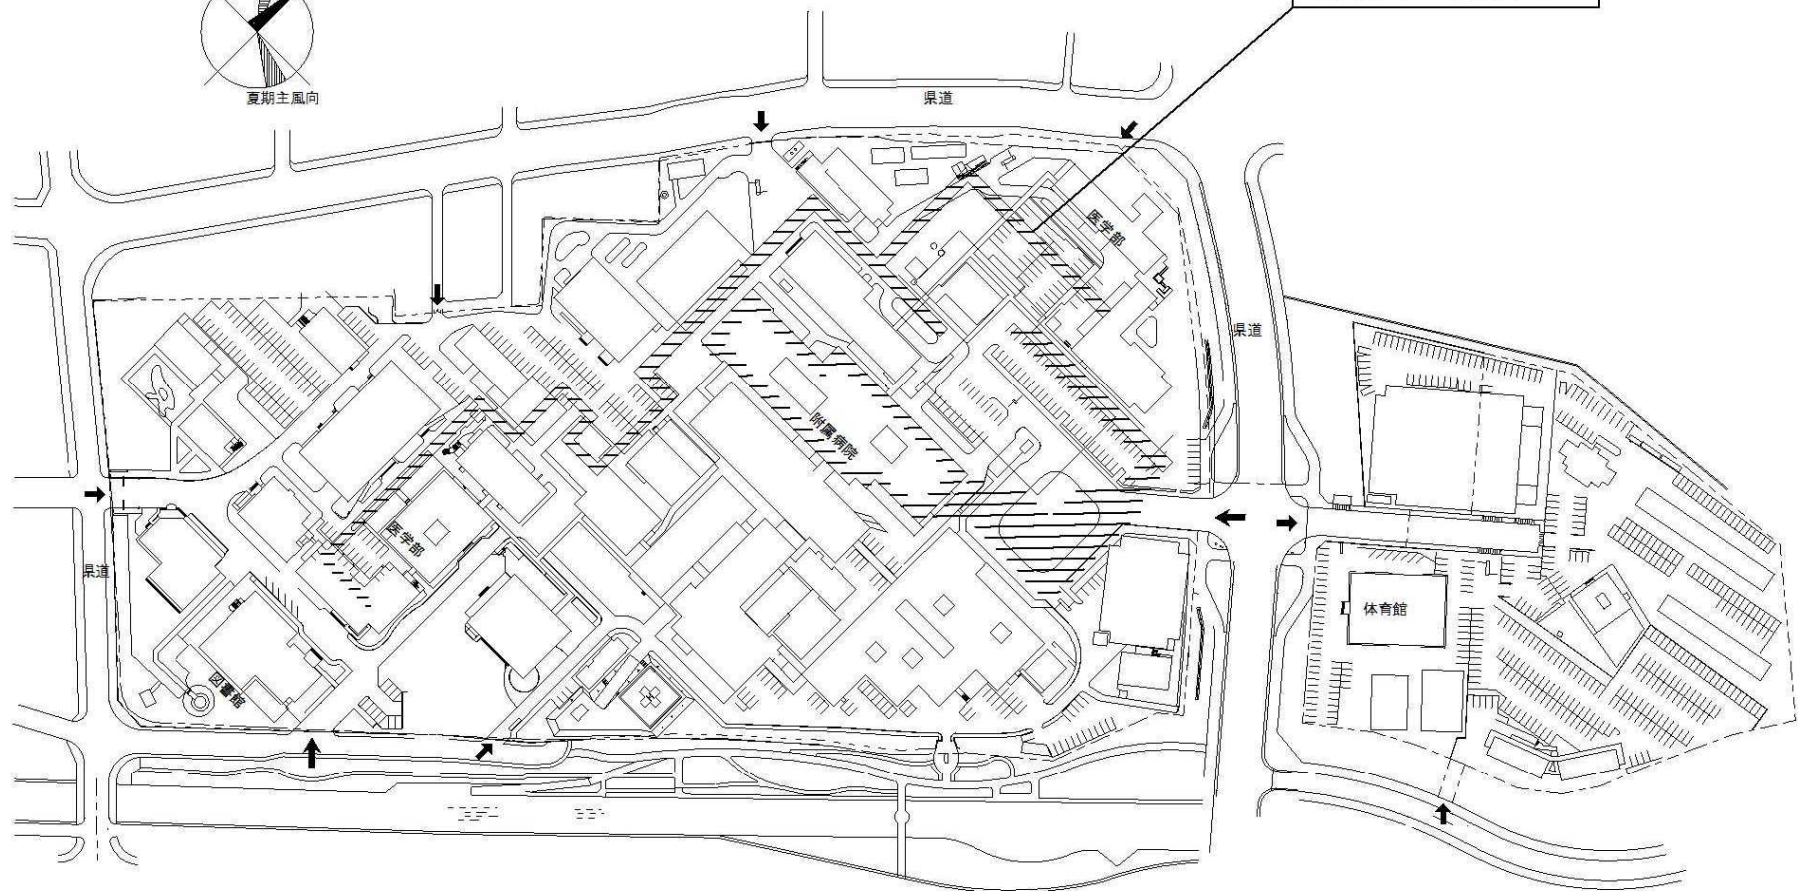 夏期主風向
県道
医学部
県道
附属病院
医学部
県道
体育館
図書館